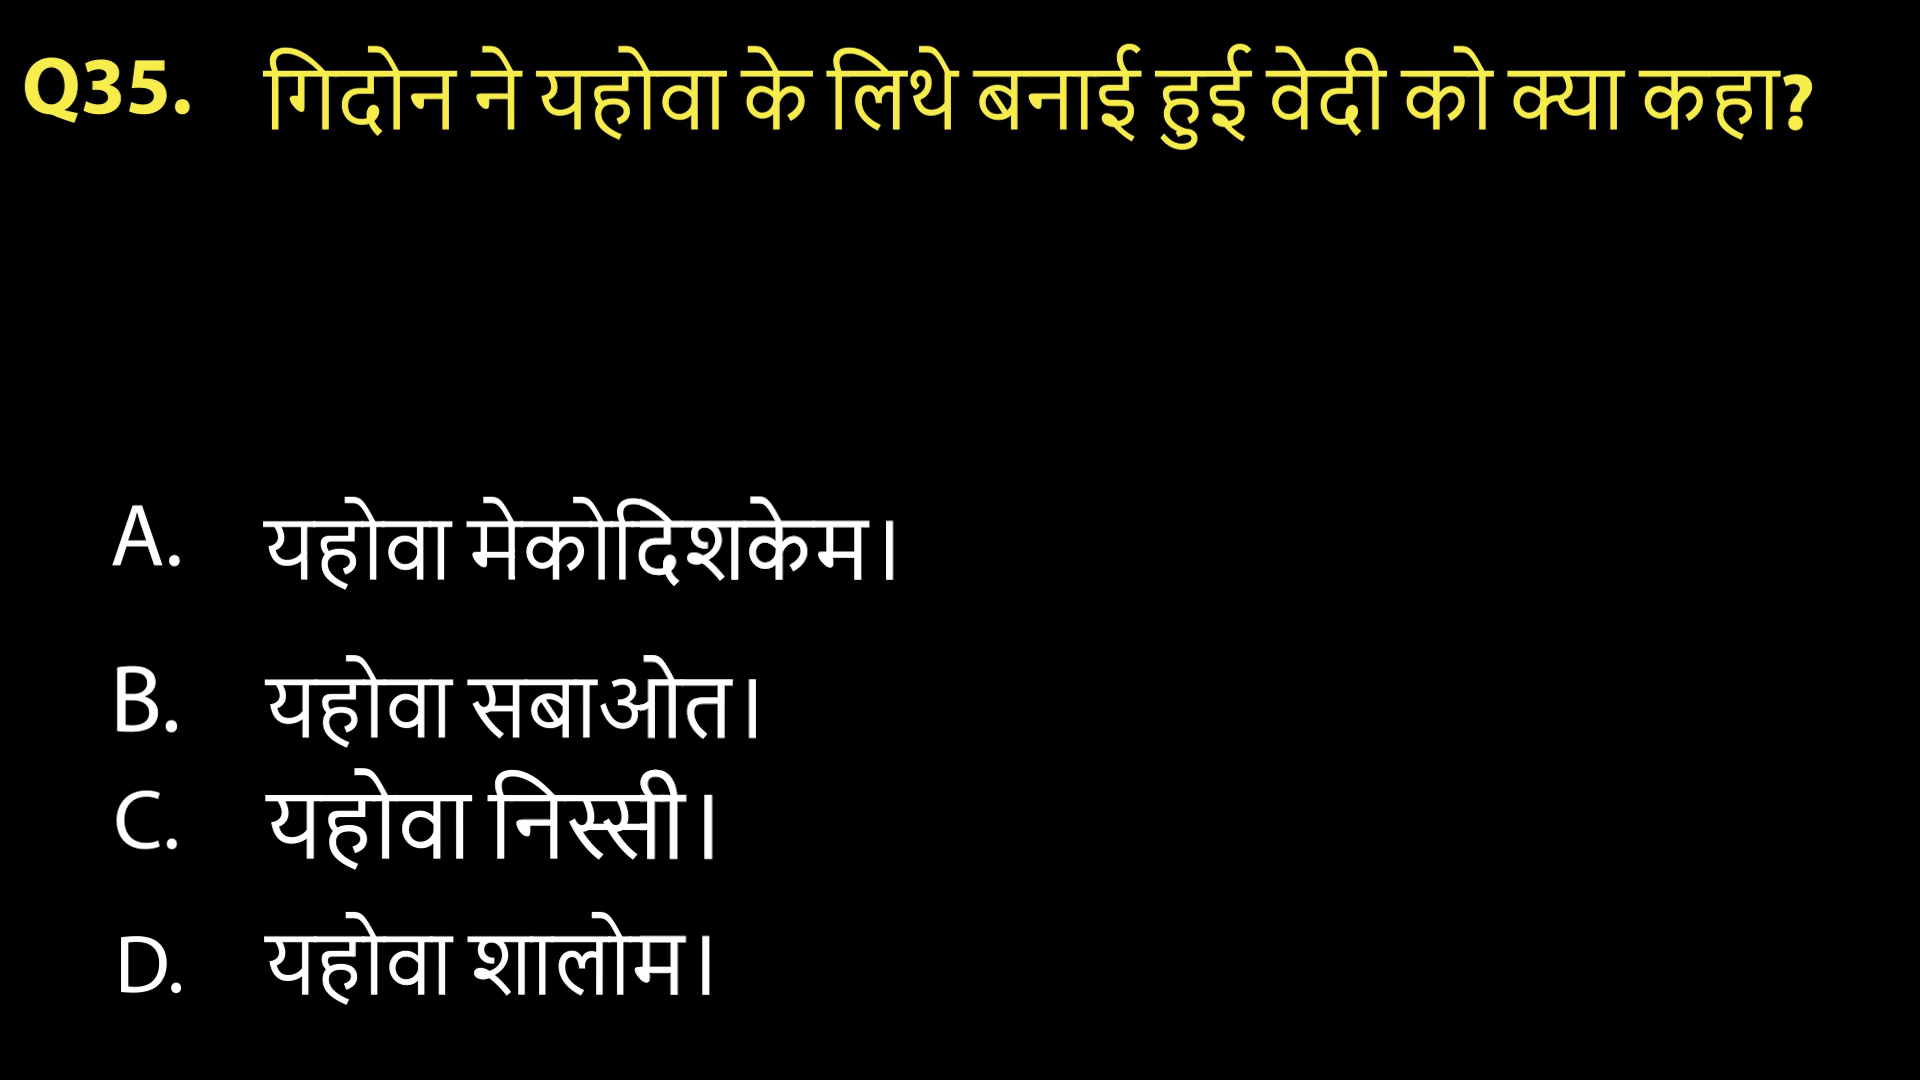 Q35. गिदोन ने यहोवा के लिथे बनाई हुई वेदी को क्या कहा?
A. यहोवा मेकोदिशकेम।
B. यहोवा सबाओत।
C. यहोवा निस्सी।
D. यहोवा शालोम।